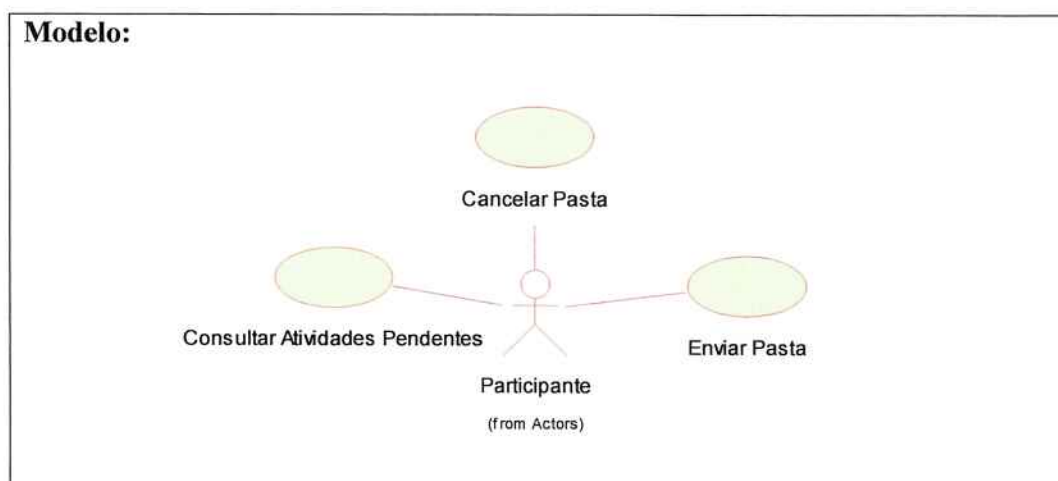 Modelo:
Cancelar Pasta
Consultar Atividades Pendentes
Enviar Pasta
Participante
(from Actors)